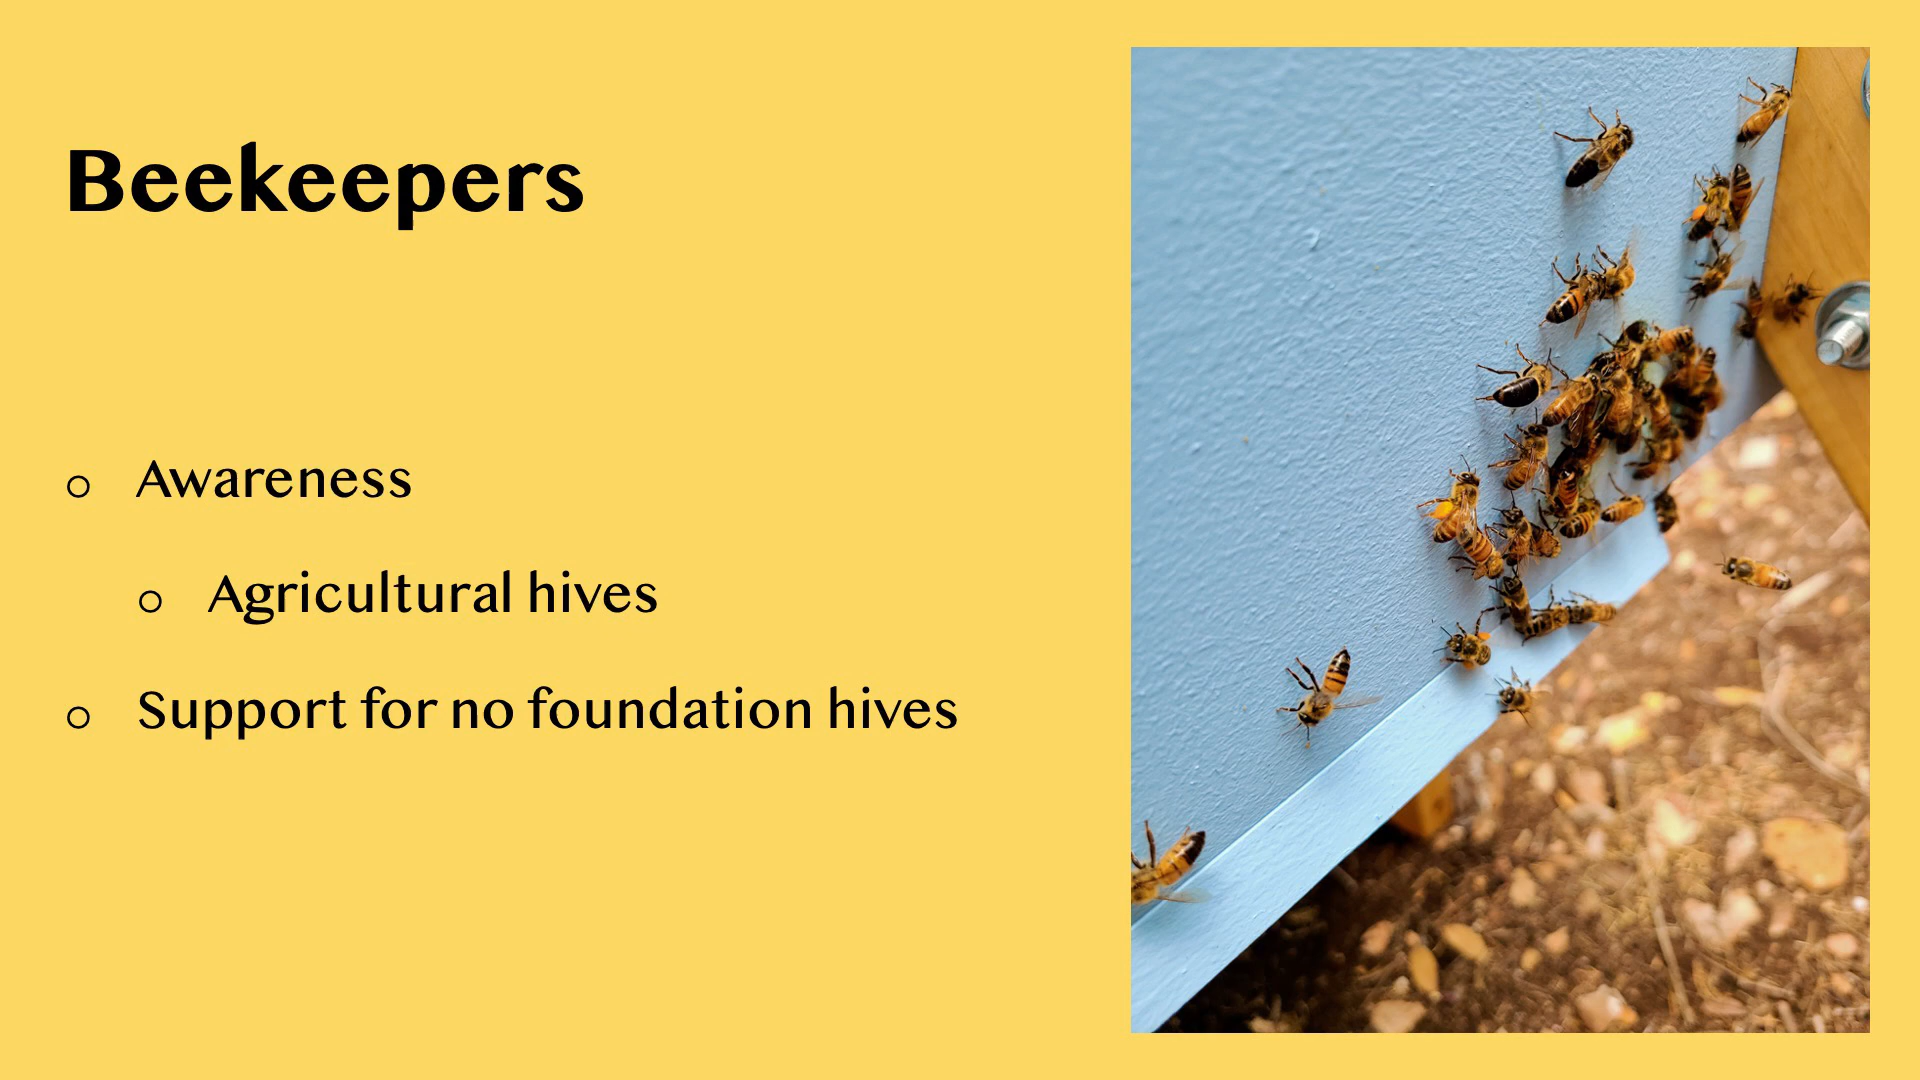 Beekeepers
Awareness
Agricultural hives
Support for no foundation hives